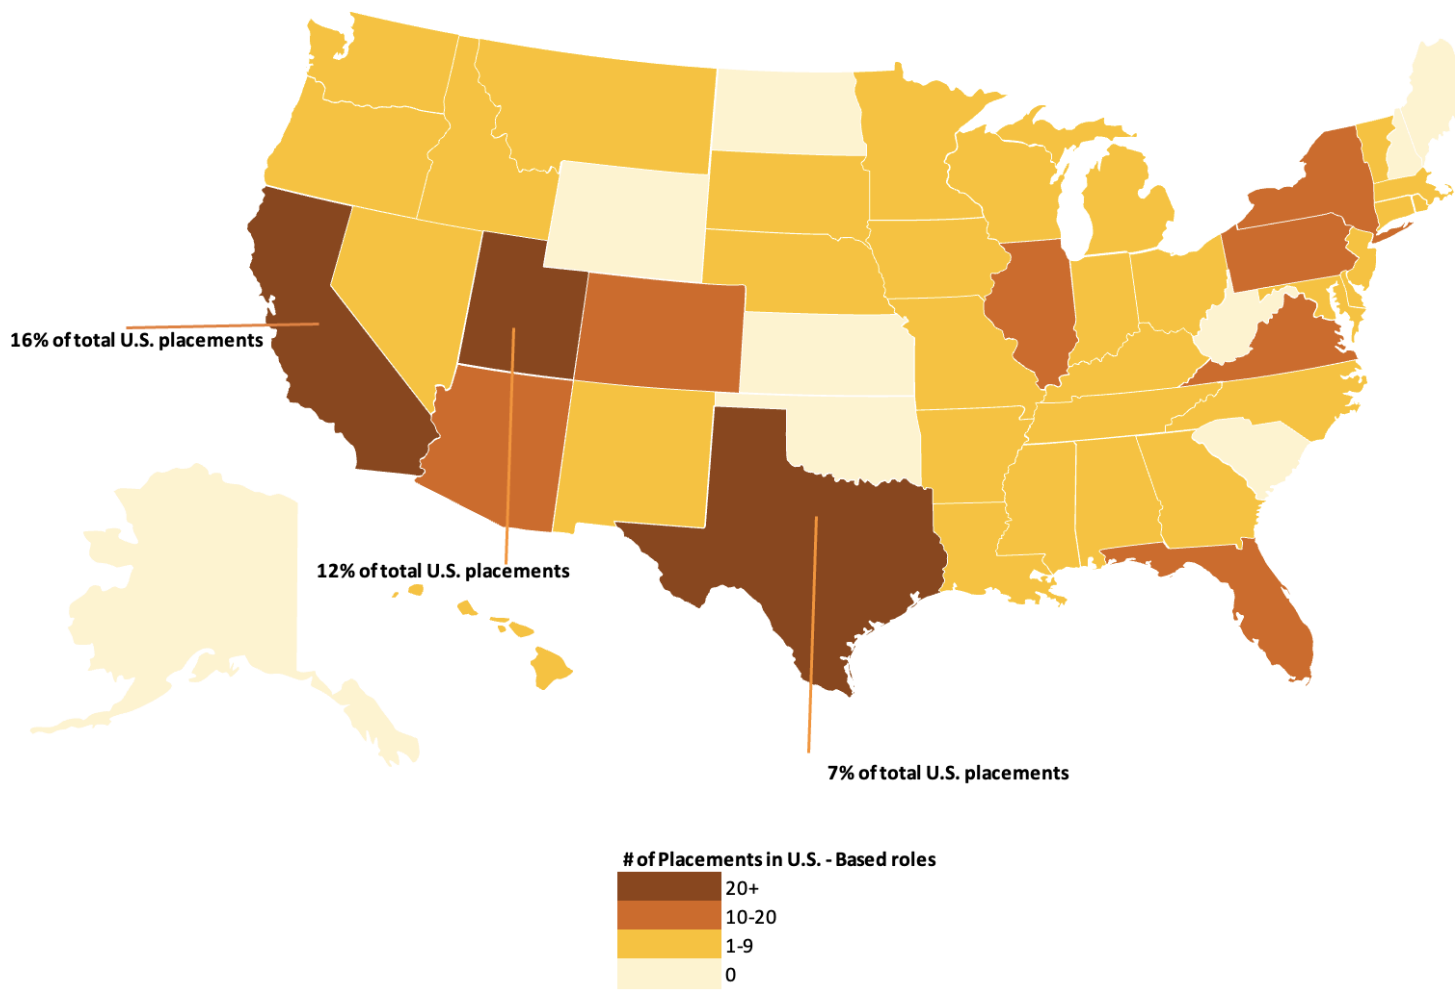 16% of total U.S. placements
12% of total U.S. placements
7% of total U.S. placements
# of Placements in U.S. - Based roles
20+
10-20
1-9
0